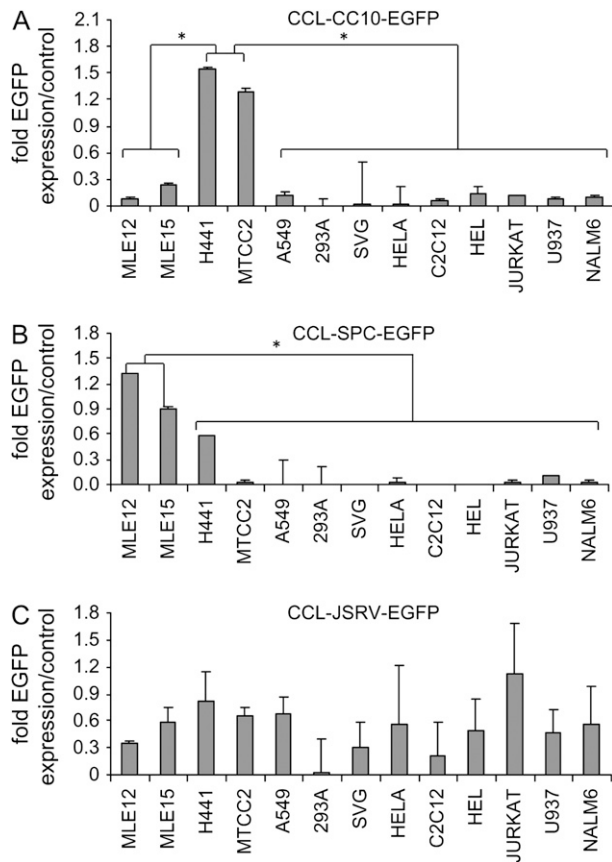 A
CCL-CC10-EGFP
fold EGFP
expression/control
2.1
1.8
1.5
1.2
0.9
0.6
0.3
0
*
*
MLE12
MLE15
H441
MTCC2
A549
293A
SVG
HELA
C2C12
HEL
JURKAT
U937
NALM6
B
CCL-SPC-EGFP
fold EGFP
expression/control
1.8
1.5
1.2
0.9
0.6
0.3
0.0
*
MLE12
MLE15
H441
MTCC2
A549
293A
SVG
HELA
C2C12
HEL
JURKAT
U937
NALM6
C
CCL-JSRV-EGFP
fold EGFP
expression/control
1.8
1.5
1.2
0.9
0.6
0.3
0
MLE12
MLE15
H441
MTCC2
A549
293A
SVG
HELA
C2C12
HEL
JURKAT
U937
NALM6